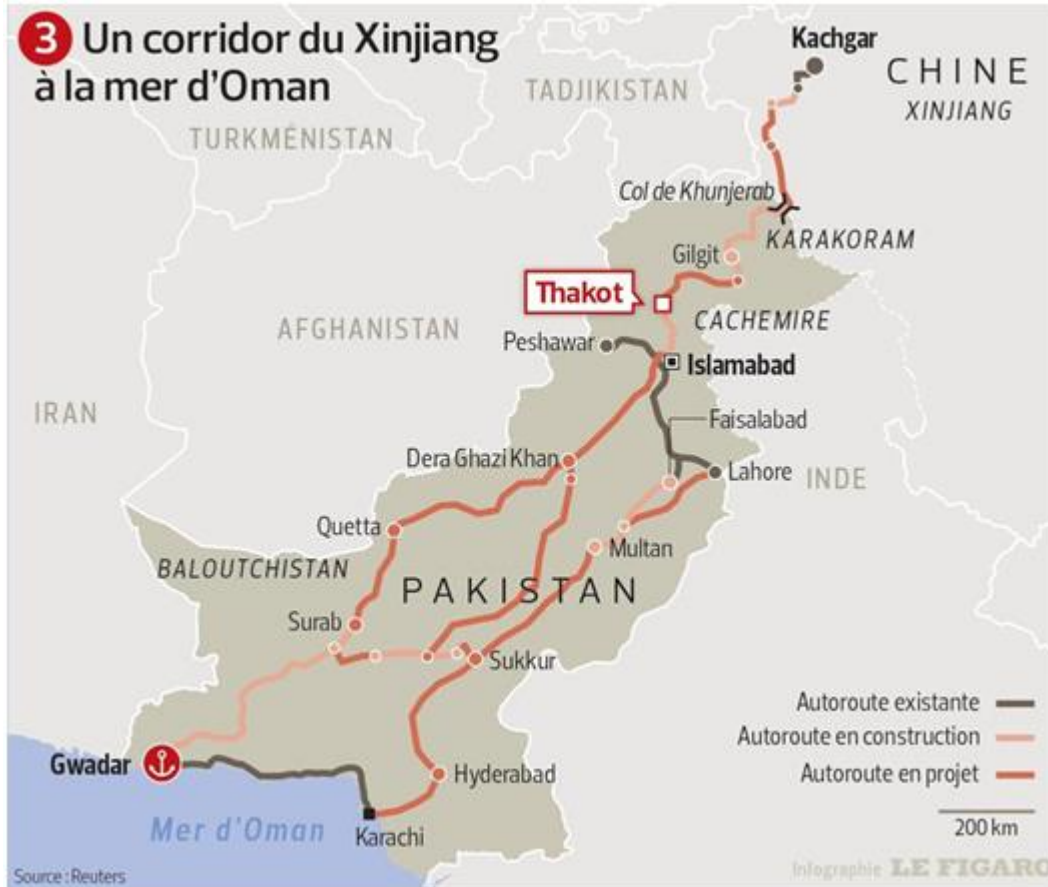 3 Un corridor du Xinjiang
à la mer d'Oman
Kachgar
CHINE
XINJIANG
TADJIKISTAN
TURKMÉNISTAN
Col de Khunjerab
KARAKORAM
Gilgit
Thakot
CACHEMIRE
AFGHANISTAN
Peshawar
Islamabad
IRAN
Faisalabad
Dera Ghazi Khan
Lahore
INDE
Quetta
Multan
BALOUTCHISTAN
PAKISTAN
Surab
Sukkur
Autoroute existante
Autoroute en construction
Autoroute en projet
Gwadar
Hyderabad
200 km
Mer d'Oman
Karachi
Source : Reuters
Infographie LE FIGARO